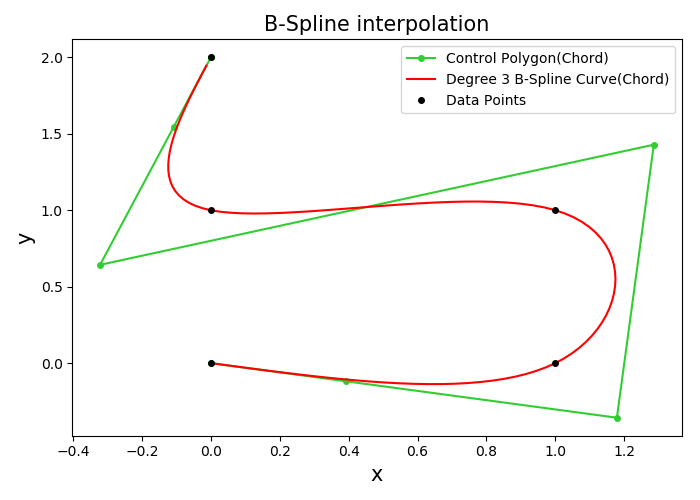 B-Spline interpolation
Control Polygon(Chord)
Degree 3 B-Spline Curve(Chord)
Data Points
2.0
1.5
1.0
0.5
0.0
y
−0.4 −0.2 0.0 0.2 0.4 0.6 0.8 1.0 1.2
x